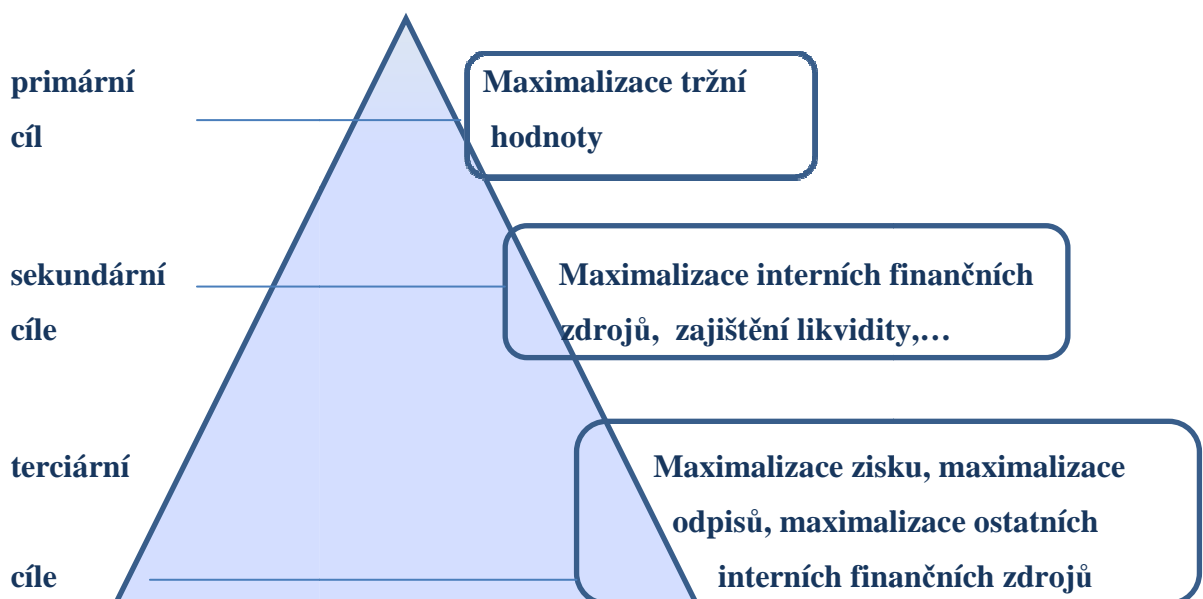 primární
cíl
Maximalizace tržní
hodnoty
sekundární
cíle
Maximalizace interních finančních
zdrojů, zajištění likvidity,…
terciární
cíle
Maximalizace zisku, maximalizace
odpisů, maximalizace ostatních
interních finančních zdrojů